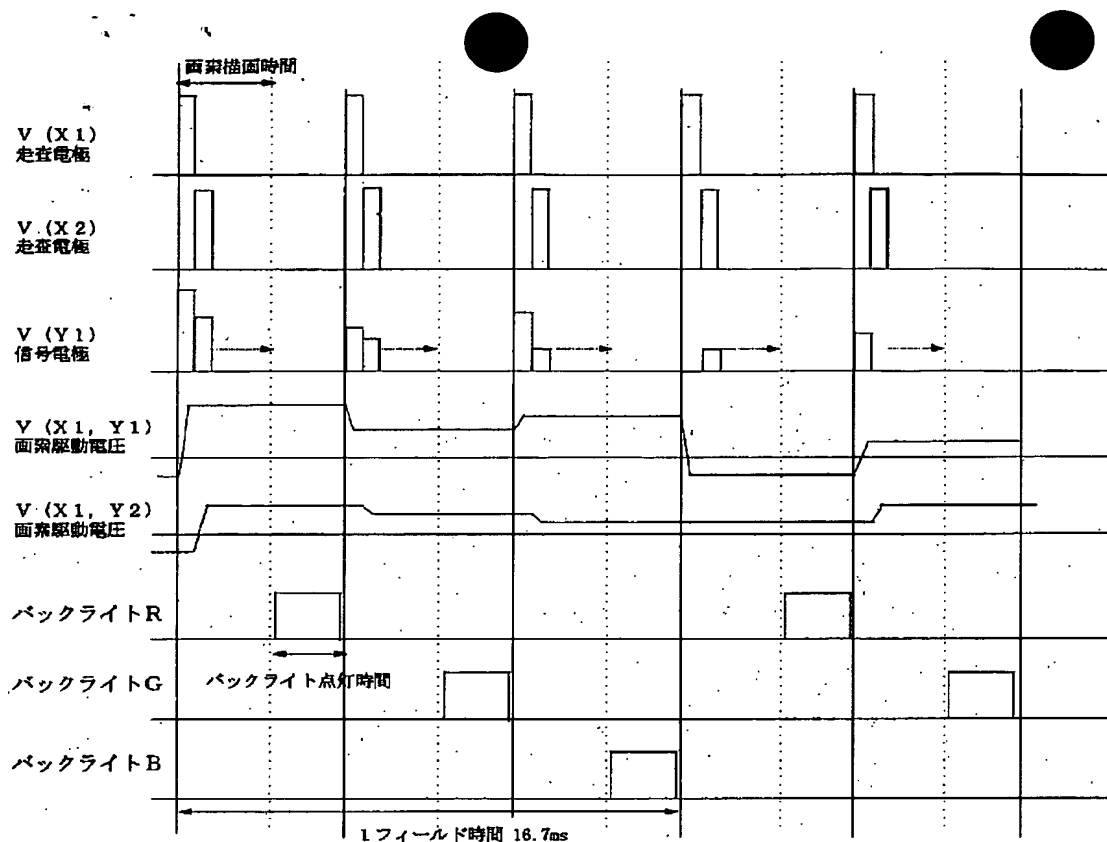 画素描画時間
V (X1)
走査電極
V (X2)
走査電極
V (Y1)
信号電極
V (X1, Y1)
画素駆動電圧
V (X1, Y2)
画素駆動電圧
バックライトR
バックライト点灯時間
バックライトG
バックライトB
1フィールド時間 16.7ms